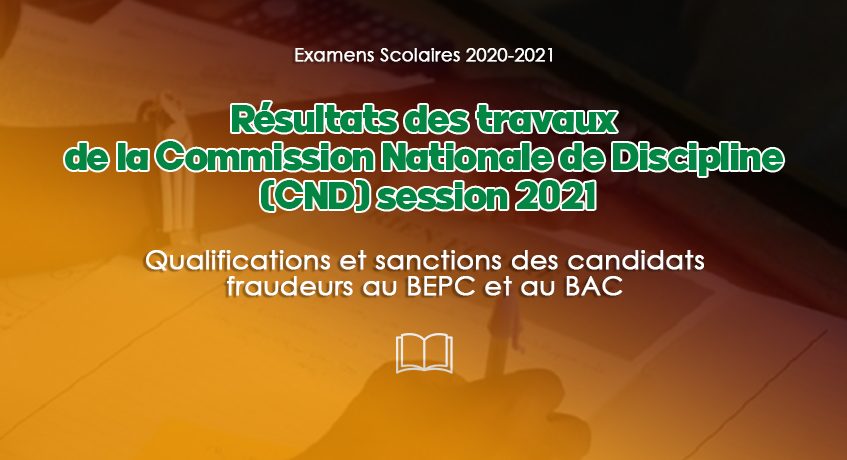 Examens Scolaires 2020-2021
Résultats des travaux
de la Commission Nationale de Discipline
(CND) session 2021
Qualifications et sanctions des candidats
fraudeurs au BEPC et au BAC